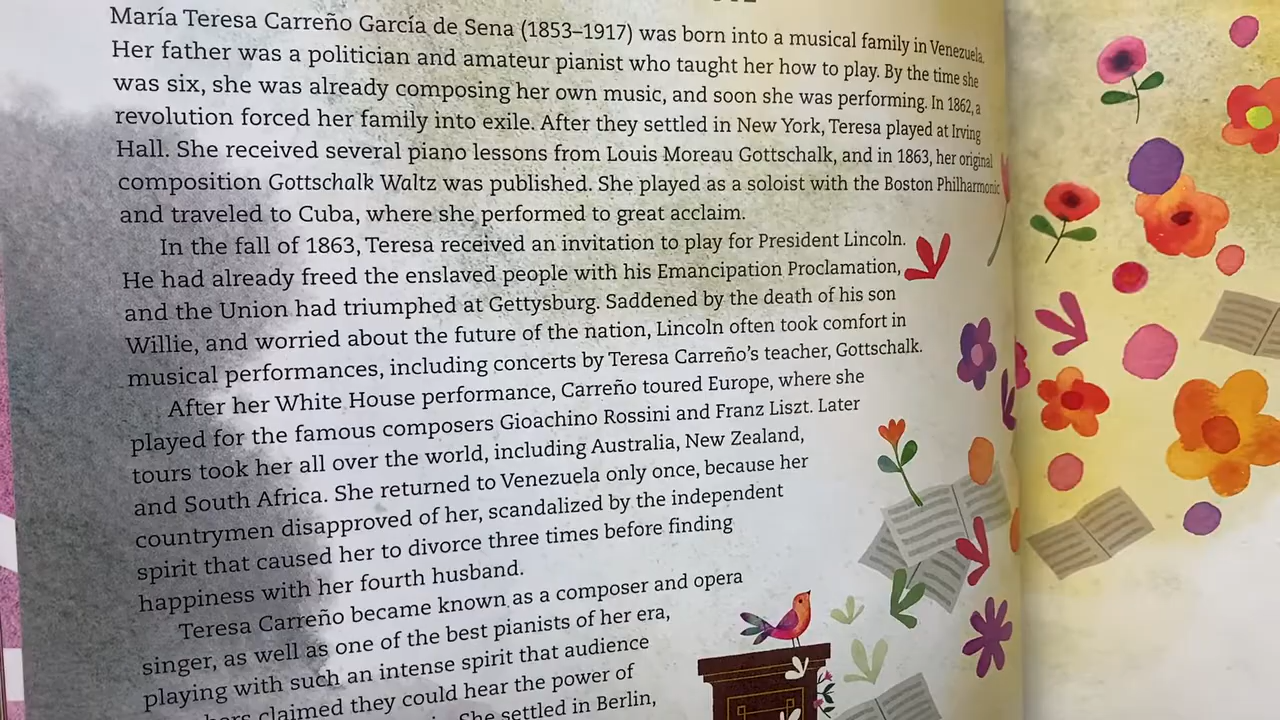 María Teresa Carreño García de Sena (1853–1917) was born into a musical family in Venezuela.
Her father was a politician and amateur pianist who taught her how to play. By the time she
was six, she was already composing her own music, and soon she was performing. In 1862, a
revolution forced her family into exile. After they settled in New York, Teresa played at Irving
Hall. She received several piano lessons from Louis Moreau Gottschalk, and in 1863, her original
composition Gottschalk Waltz was published. She played as a soloist with the Boston Philharmonic
and traveled to Cuba, where she performed to great acclaim.
In the fall of 1863, Teresa received an invitation to play for President Lincoln.
He had already freed the enslaved people with his Emancipation Proclamation,
and the Union had triumphed at Gettysburg. Saddened by the death of his son
Willie, and worried about the future of the nation, Lincoln often took comfort in
musical performances, including concerts by Teresa Carreño's teacher, Gottschalk.
After her White House performance, Carreño toured Europe, where she
played for the famous composers Gioachino Rossini and Franz Liszt. Later
tours took her all over the world, including Australia, New Zealand,
and South Africa. She returned to Venezuela only once, because her
countrymen disapproved of her, scandalized by the independent
spirit that caused her to divorce three times before finding
happiness with her fourth husband.
Teresa Carreño became known as a composer and opera
singer, as well as one of the best pianists of her era,
playing with such an intense spirit that audience
claimed they could hear the power of
She settled in Berlin,